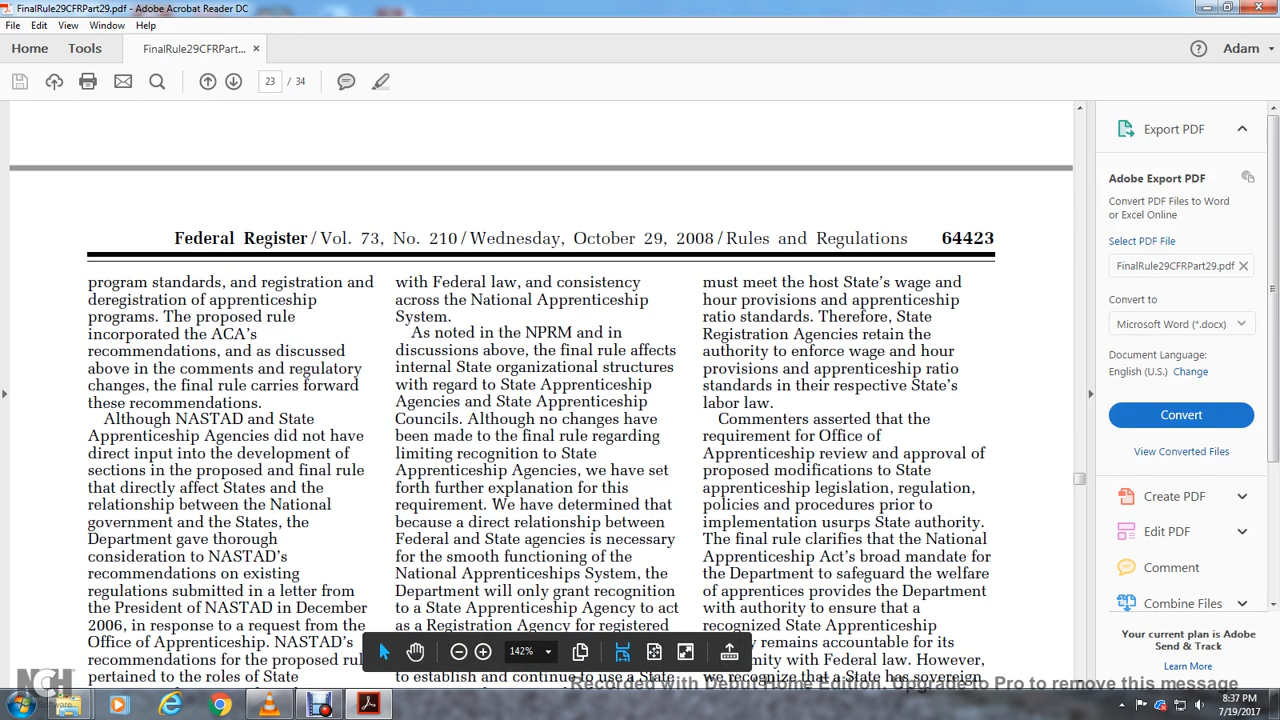 FinalRule29CFRPart29.pdf - Adobe Acrobat Reader DC
File Edit View Window Help
Home Tools FinalRule29CFRPart... × Adam
23 / 34
Federal Register / Vol. 73, No. 210 / Wednesday, October 29, 2008 / Rules and Regulations 64423
program standards, and registration and
deregistration of apprenticeship
programs. The proposed rule
incorporated the ACA's
recommendations, and as discussed
above in the comments and regulatory
changes, the final rule carries forward
these recommendations.
Although NASTAD and State
Apprenticeship Agencies did not have
direct input into the development of
sections in the proposed and final rule
that directly affect States and the
relationship between the National
government and the States, the
Department gave thorough
consideration to NASTAD's
recommendations on existing
regulations submitted in a letter from
the President of NASTAD in December
2006, in response to a request from the
Office of Apprenticeship. NASTAD's
recommendations for the proposed rul
pertained to the roles of State
with Federal law, and consistency
across the National Apprenticeship
System.
As noted in the NPRM and in
discussions above, the final rule affects
internal State organizational structures
with regard to State Apprenticeship
Agencies and State Apprenticeship
Councils. Although no changes have
been made to the final rule regarding
limiting recognition to State
Apprenticeship Agencies, we have set
forth further explanation for this
requirement. We have determined that
because a direct relationship between
Federal and State agencies is necessary
for the smooth functioning of the
National Apprenticeships System, the
Department will only grant recognition
to a State Apprenticeship Agency to act
as a Registration Agency for registered
to establish and continue to use a State
must meet the host State's wage and
hour provisions and apprenticeship
ratio standards. Therefore, State
Registration Agencies retain the
authority to enforce wage and hour
provisions and apprenticeship ratio
standards in their respective State's
labor law.
Commenters asserted that the
requirement for Office of
Apprenticeship review and approval of
proposed modifications to State
apprenticeship legislation, regulation,
policies and procedures prior to
implementation usurps State authority.
The final rule clarifies that the National
Apprenticeship Act's broad mandate for
the Department to safeguard the welfare
of apprentices provides the Department
with authority to ensure that a
recognized State Apprenticeship
y remains accountable for its
mity with Federal law. However,
we recognize that a State has sovereign
142%
Export PDF
Adobe Export PDF
Convert PDF Files to Word
or Excel Online
Select PDF File
FinalRule29CFRPart29.pdf ×
Convert to
Microsoft Word (*.docx)
Document Language:
English (U.S.) Change
Convert
View Converted Files
Create PDF
Edit PDF
Comment
Combine Files
Your current plan is Adobe
Send & Track
Learn More
Recorded with Debut Home Edition. Upgrade to Pro to remove this message
NCH
Software
8:37 PM
7/19/2017